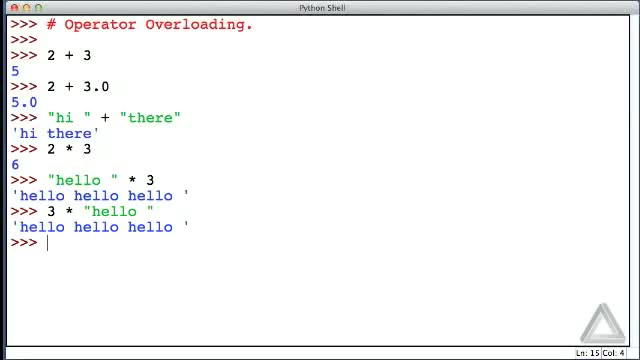 Python Shell
>>> # Operator Overloading.
>>>
>>> 2 + 3
5
>>> 2 + 3.0
5.0
>>> "hi " + "there"
'hi there'
>>> 2 * 3
6
>>> "hello " * 3
'hello hello hello '
>>> 3 * "hello "
'hello hello hello '
>>>
Ln: 15 Col: 4